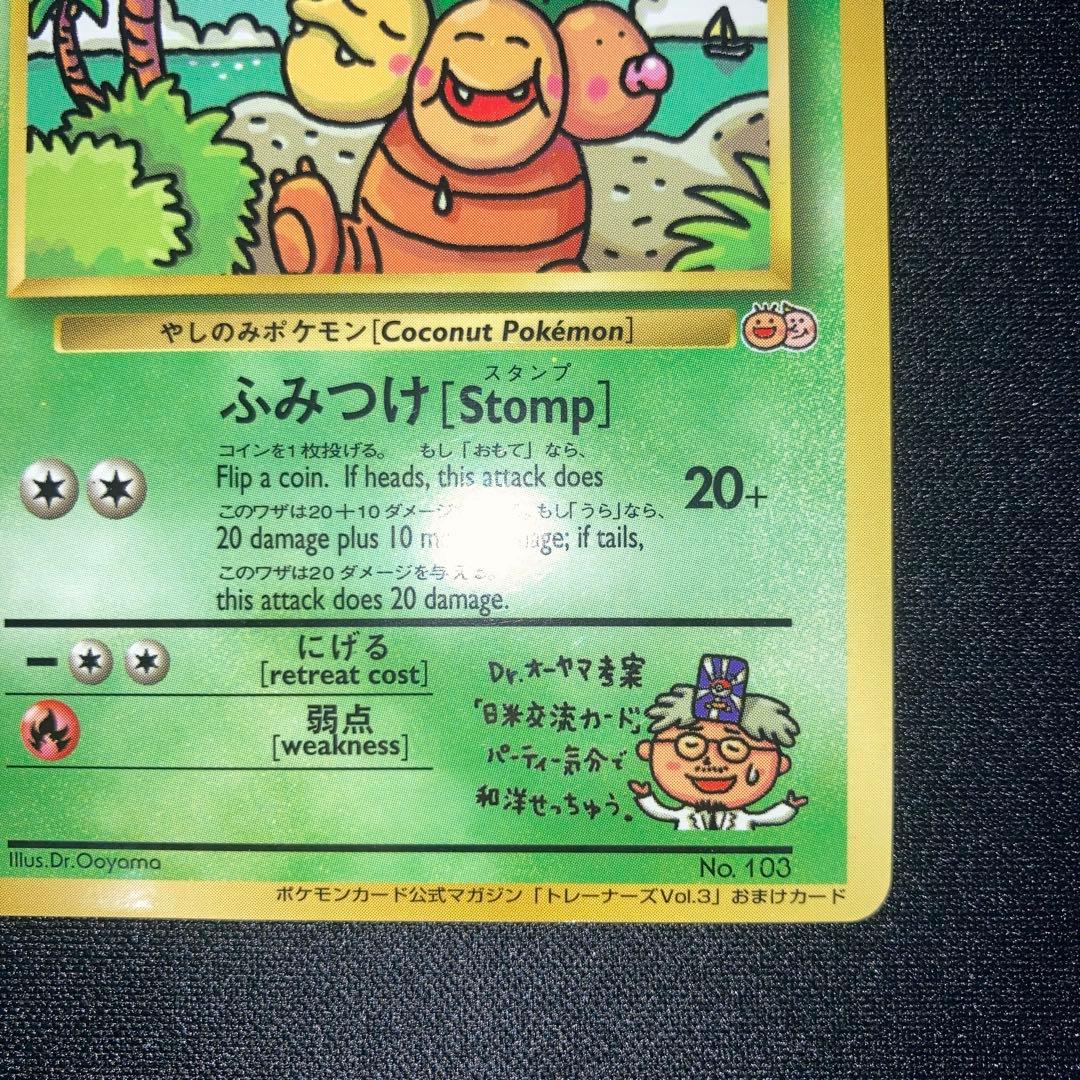 やしのみポケモン[Coconut Pokémon]
スタンプ
ふみつけ[Stomp]
コインを1枚投げる。 もし「おもて」なら、
Flip a coin. If heads, this attack does
20+
このワザは20+10ダメージ もし「うら」なら、
20 damage plus 10 if tails,
このワザは20ダメージを与える。
this attack does 20 damage.
にげる
[retreat cost]
弱点
[weakness]
Dr.オーヤマ考案
「日米交流カード」
パーティー気分で
和洋せっちゅう。
Illus.Dr.Ooyama
No. 103
ポケモンカード公式マガジン「トレーナーズVol.3」おまけカード